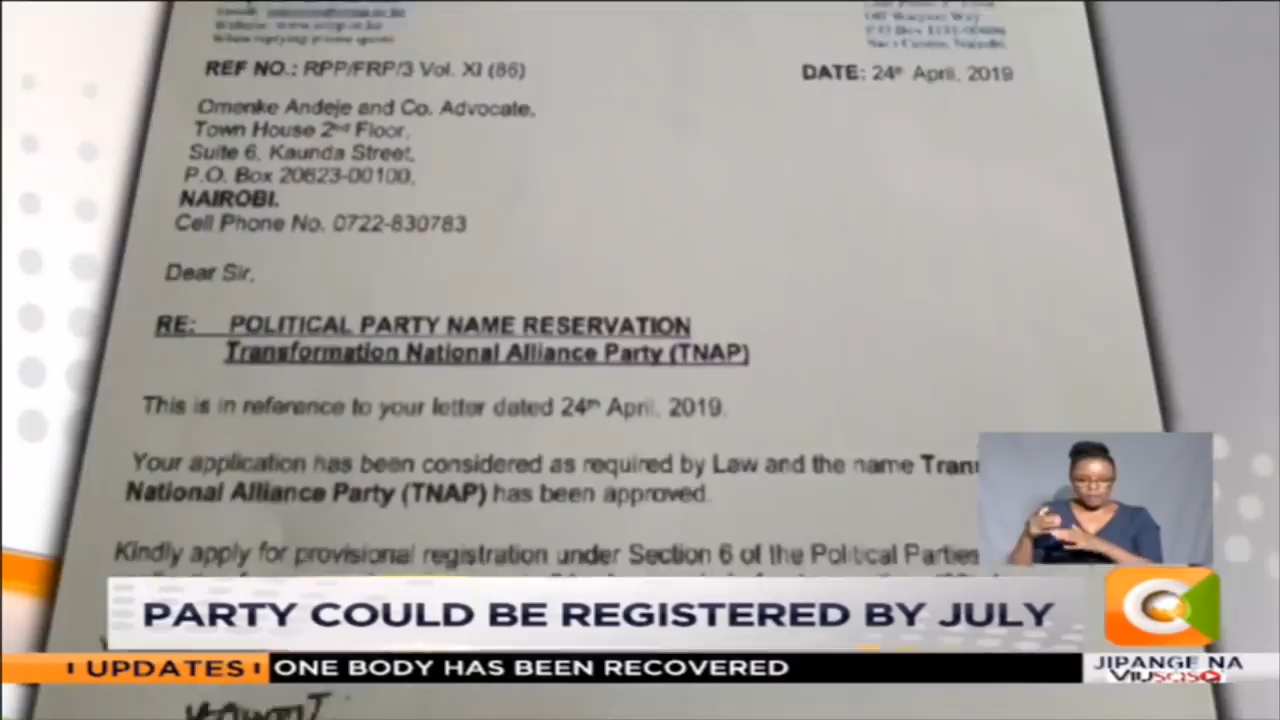 REF NO.: RPP/FRP/3 Vol. XI (86)
DATE: 24th April, 2019
Omenke Andeje and Co. Advocate,
Town House 2nd Floor,
Suite 6, Kaunda Street,
P.O. Box 20623-00100,
NAIROBI.
Cell Phone No. 0722-830783
Dear Sir,
RE: POLITICAL PARTY NAME RESERVATION
Transformation National Alliance Party (TNAP)
This is in reference to your letter dated 24th April, 2019.
Your application has been considered as required by Law and the name
National Alliance Party (TNAP) has been approved.
Kindly apply for provisional registration under Section 6 of the Political Parties
PARTY COULD BE REGISTERED BY JULY
UPDATES
ONE BODY HAS BEEN RECOVERED
JIPANGE NA
VIUSASA